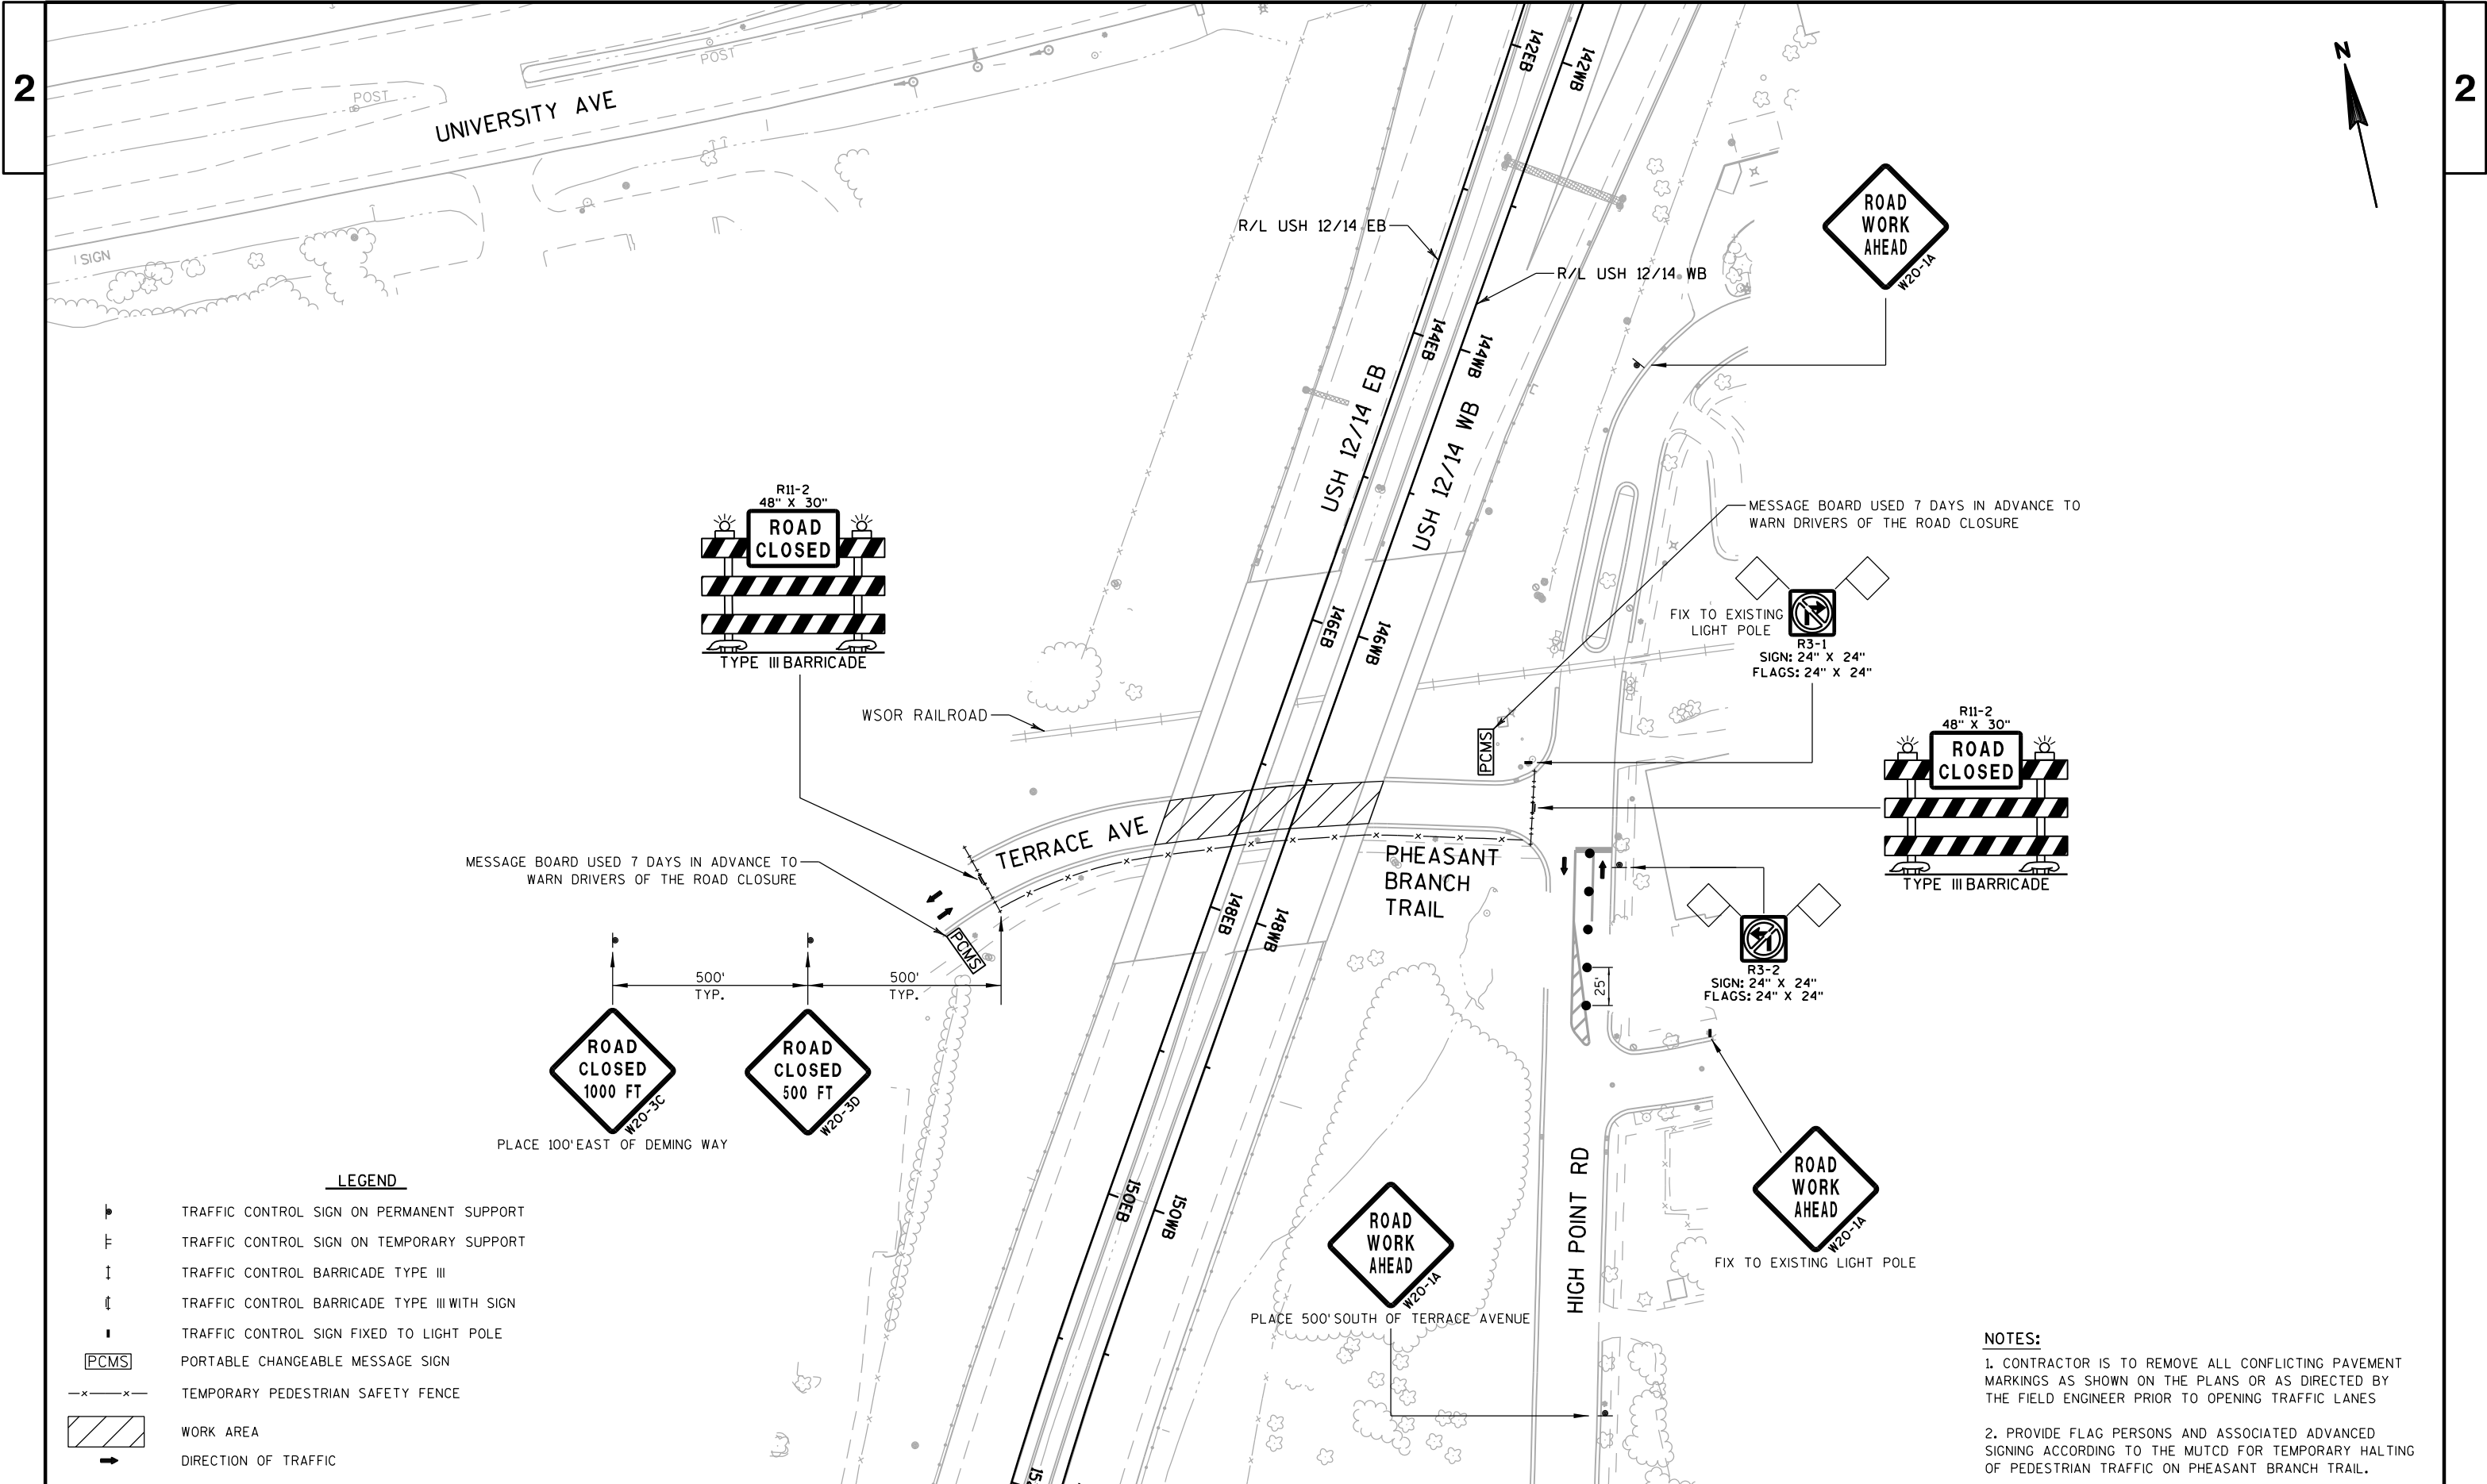 2
2
POST
POST
UNIVERSITY AVE
SIGN
N
142EB
142WB
ROAD
WORK
AHEAD
W20-1A
R/L USH 12/14 EB
R/L USH 12/14 WB
144EB
144WB
USH 12/14 EB
USH 12/14 WB
R11-2
48" X 30"
ROAD
CLOSED
TYPE III BARRICADE
MESSAGE BOARD USED 7 DAYS IN ADVANCE TO
WARN DRIVERS OF THE ROAD CLOSURE
FIX TO EXISTING
LIGHT POLE
R3-1
SIGN: 24" X 24"
FLAGS: 24" X 24"
146EB
146WB
WSOR RAILROAD
PCMS
R11-2
48" X 30"
ROAD
CLOSED
TYPE III BARRICADE
TERRACE AVE
PHEASANT
BRANCH
TRAIL
MESSAGE BOARD USED 7 DAYS IN ADVANCE TO
WARN DRIVERS OF THE ROAD CLOSURE
PCMS
148EB
148WB
R3-2
SIGN: 24" X 24"
FLAGS: 24" X 24"
25'
500'
TYP.
500'
TYP.
ROAD
CLOSED
1000 FT
W20-3C
ROAD
CLOSED
500 FT
W20-3D
PLACE 100' EAST OF DEMING WAY
150EB
150WB
HIGH POINT RD
ROAD
WORK
AHEAD
W20-1A
FIX TO EXISTING LIGHT POLE
ROAD
WORK
AHEAD
W20-1A
PLACE 500' SOUTH OF TERRACE AVENUE
LEGEND
TRAFFIC CONTROL SIGN ON PERMANENT SUPPORT
TRAFFIC CONTROL SIGN ON TEMPORARY SUPPORT
TRAFFIC CONTROL BARRICADE TYPE III
TRAFFIC CONTROL BARRICADE TYPE III WITH SIGN
TRAFFIC CONTROL SIGN FIXED TO LIGHT POLE
PCMS PORTABLE CHANGEABLE MESSAGE SIGN
TEMPORARY PEDESTRIAN SAFETY FENCE
WORK AREA
DIRECTION OF TRAFFIC
NOTES:
1. CONTRACTOR IS TO REMOVE ALL CONFLICTING PAVEMENT
MARKINGS AS SHOWN ON THE PLANS OR AS DIRECTED BY
THE FIELD ENGINEER PRIOR TO OPENING TRAFFIC LANES
2. PROVIDE FLAG PERSONS AND ASSOCIATED ADVANCED
SIGNING ACCORDING TO THE MUTCD FOR TEMPORARY HALTING
OF PEDESTRIAN TRAFFIC ON PHEASANT BRANCH TRAIL.